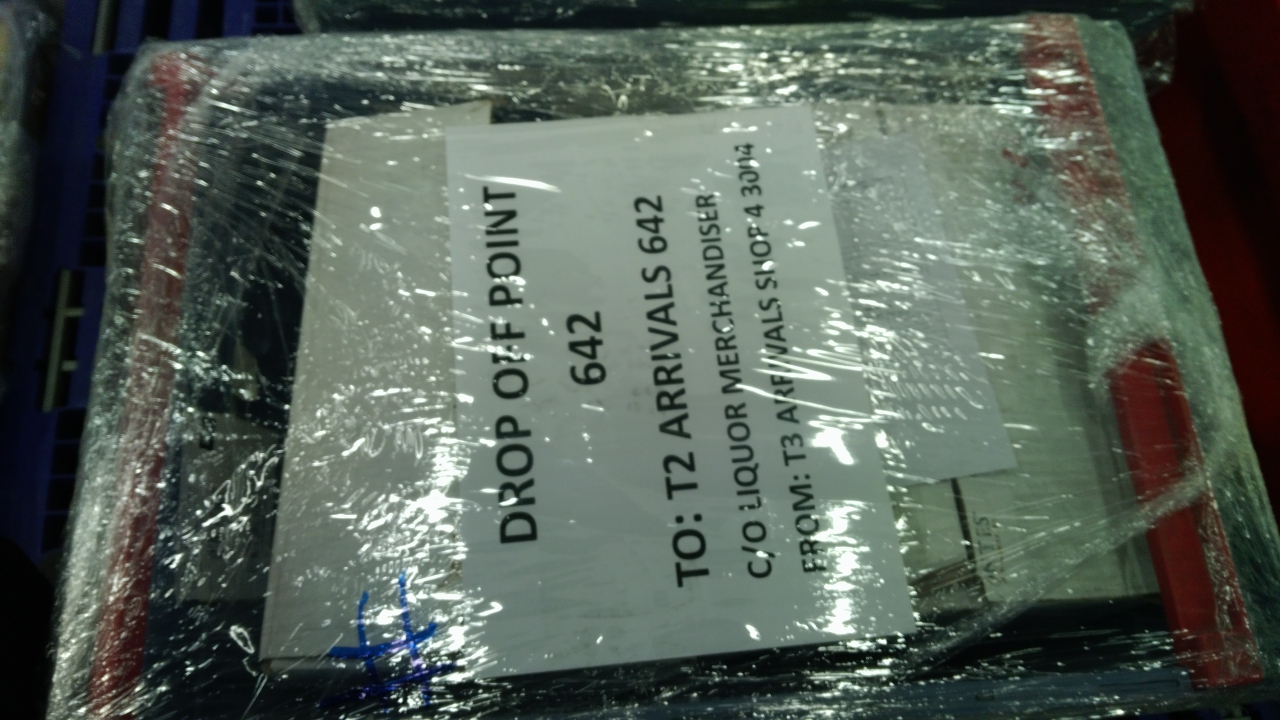 DROP OFF POINT
642
TO: T2 ARRIVALS 642
C/O LIQUOR MERCHANDISER
FROM: T3 ARRIVALS SHOP 4 3004
#